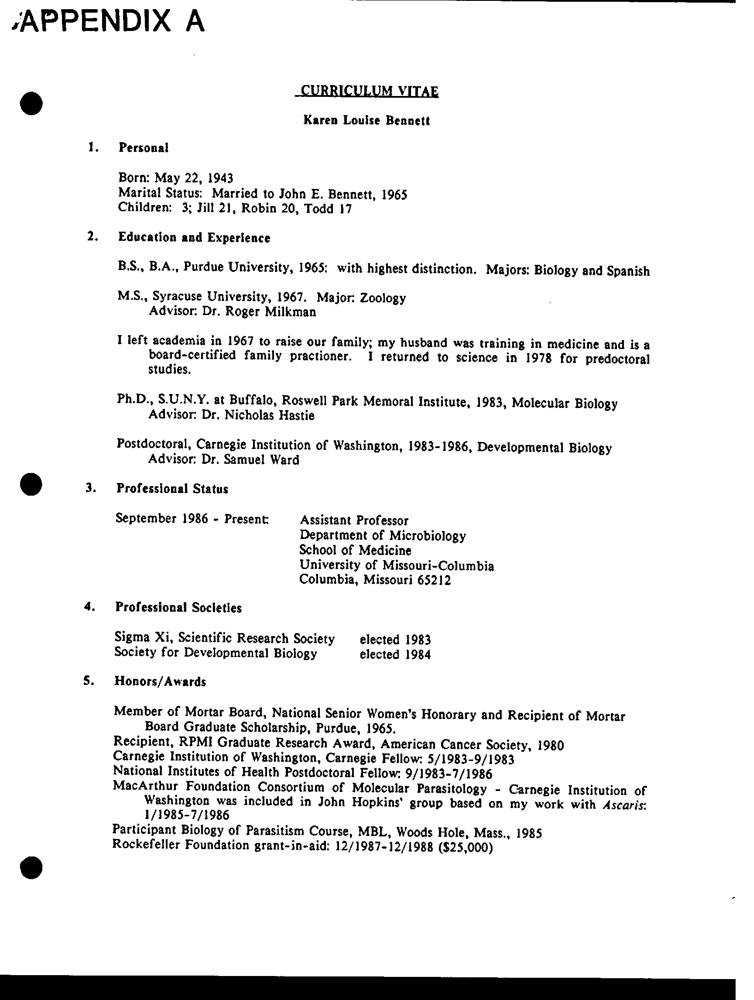 APPENDIX A
CURRICULUM VITAE
Karen Louise Bennett
1. Personal
Born: May 22, 1943
Marital Status: Married to John E. Bennett, 1965
Children: 3; Jill 21, Robin 20, Todd 17
2. Education and Experience
B.S., B.A., Purdue University, 1965: with highest distinction. Majors: Biology and Spanish
M.S., Syracuse University, 1967. Major: Zoology
Advisor: Dr. Roger Milkman
I left academia in 1967 to raise our family; my husband was training in medicine and is a
board-certified family practioner. I returned to science in 1978 for predoctoral
studies.
Ph.D., S.U.N.Y. at Buffalo, Roswell Park Memoral Institute, 1983, Molecular Biology
Advisor: Dr. Nicholas Hastie
Postdoctoral, Carnegie Institution of Washington, 1983-1986, Developmental Biology
Advisor: Dr. Samuel Ward
3. Professional Status
September 1986 - Present: Assistant Professor
Department of Microbiology
School of Medicine
University of Missouri-Columbia
Columbia, Missouri 65212
4. Professional Societies
Sigma Xi, Scientific Research Society elected 1983
Society for Developmental Biology elected 1984
5. Honors/Awards
Member of Mortar Board, National Senior Women's Honorary and Recipient of Mortar
Board Graduate Scholarship, Purdue, 1965.
Recipient, RPMI Graduate Research Award, American Cancer Society, 1980
Carnegie Institution of Washington, Carnegie Fellow: 5/1983-9/1983
National Institutes of Health Postdoctoral Fellow: 9/1983-7/1986
MacArthur Foundation Consortium of Molecular Parasitology - Carnegie Institution of
Washington was included in John Hopkins' group based on my work with Ascaris:
1/1985-7/1986
Participant Biology of Parasitism Course, MBL, Woods Hole, Mass., 1985
Rockefeller Foundation grant-in-aid: 12/1987-12/1988 ($25,000)